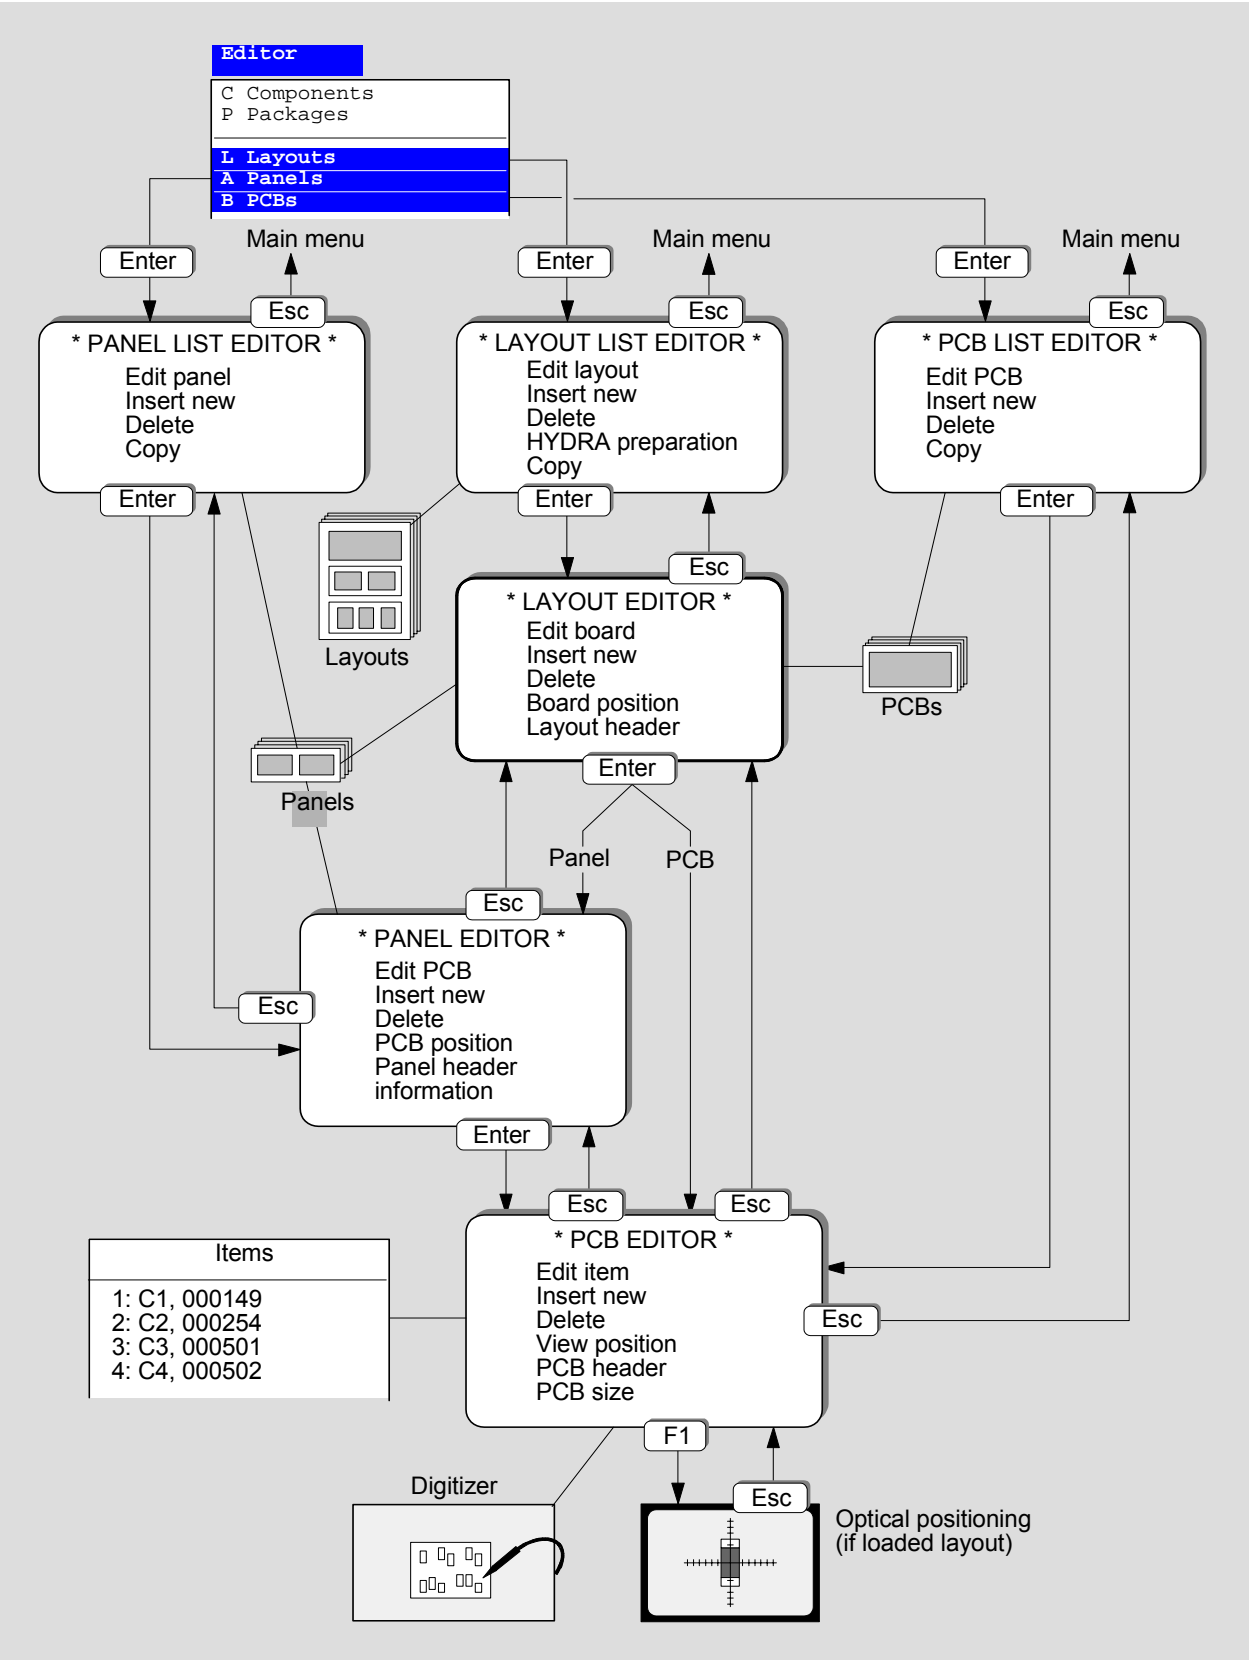 Editor
C Components
P Packages
L Layouts
A Panels
B PCBs
Main menu
Main menu
Main menu
Enter
Enter
Enter
Esc
Esc
Esc
* PANEL LIST EDITOR *
Edit panel
Insert new
Delete
Copy
Enter
* LAYOUT LIST EDITOR *
Edit layout
Insert new
Delete
HYDRA preparation
Copy
Enter
* PCB LIST EDITOR *
Edit PCB
Insert new
Delete
Copy
Enter
Esc
* LAYOUT EDITOR *
Edit board
Insert new
Delete
Board position
Layout header
Enter
Layouts
PCBs
Panels
Panel
PCB
Esc
* PANEL EDITOR *
Edit PCB
Insert new
Delete
PCB position
Panel header
information
Esc
Enter
Esc
Esc
* PCB EDITOR *
Edit item
Insert new
Delete
View position
PCB header
PCB size
Esc
Items
1: C1, 000149
2: C2, 000254
3: C3, 000501
4: C4, 000502
F1
Esc
Digitizer
Optical positioning
(if loaded layout)